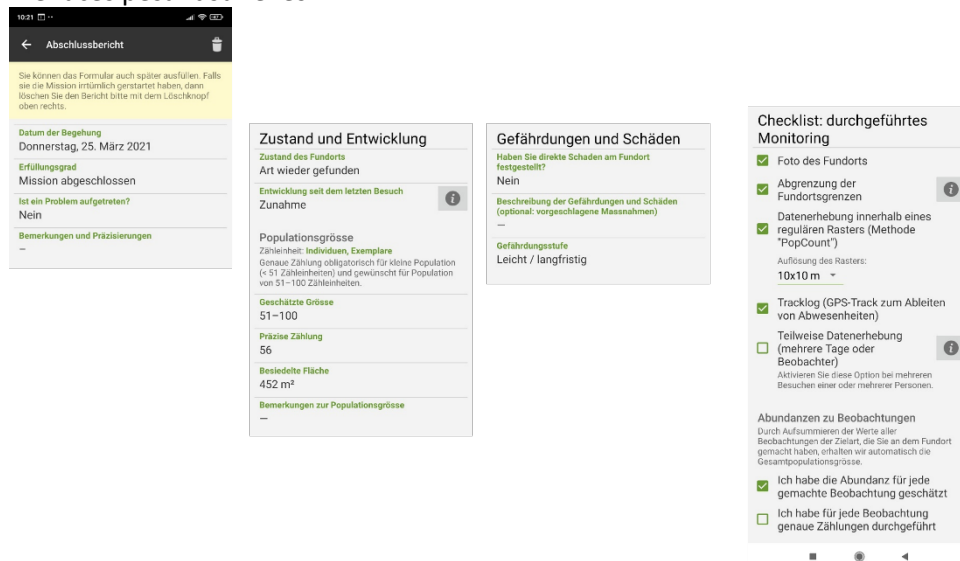 10:21
Abschlussbericht
Sie können das Formular auch später ausfüllen. Falls
sie die Mission irrtümlich gerstartet haben, dann
löschen Sie den Bericht bitte mit dem Löschknopf
oben rechts.
Datum der Begehung
Donnerstag, 25. März 2021
Erfüllungsgrad
Mission abgeschlossen
Ist ein Problem aufgetreten?
Nein
Bemerkungen und Präzisierungen
–
Zustand und Entwicklung
Zustand des Fundorts
Art wieder gefunden
Entwicklung seit dem letzten Besuch
Zunahme
Populationsgrösse
Zähleinheit: Individuen, Exemplare
Genaue Zählung obligatorisch für kleine Population
(< 51 Zähleinheiten) und gewünscht für Population
von 51–100 Zähleinheiten.
Geschätzte Grösse
51–100
Präzise Zählung
56
Besiedelte Fläche
452 m²
Bemerkungen zur Populationsgrösse
–
Gefährdungen und Schäden
Haben Sie direkte Schaden am Fundort
festgestellt?
Nein
Beschreibung der Gefährdungen und Schäden
(optional: vorgeschlagene Massnahmen)
–
Gefährdungsstufe
Leicht / langfristig
Checklist: durchgeführtes
Monitoring
Foto des Fundorts
Abgrenzung der
Fundortsgrenzen
Datenerhebung innerhalb eines
regulären Rasters (Methode
"PopCount")
Auflösung des Rasters:
10x10 m
Tracklog (GPS-Track zum Ableiten
von Abwesenheiten)
Teilweise Datenerhebung
(mehrere Tage oder
Beobachter)
Aktivieren Sie diese Option bei mehreren
Besuchen einer oder mehrerer Personen.
Abundanzen zu Beobachtungen
Durch Aufsummieren der Werte aller
Beobachtungen der Zielart, die Sie an dem Fundort
gemacht haben, erhalten wir automatisch die
Gesamtpopulationsgrösse.
Ich habe die Abundanz für jede
gemachte Beobachtung geschätzt
Ich habe für jede Beobachtung
genaue Zählungen durchgeführt